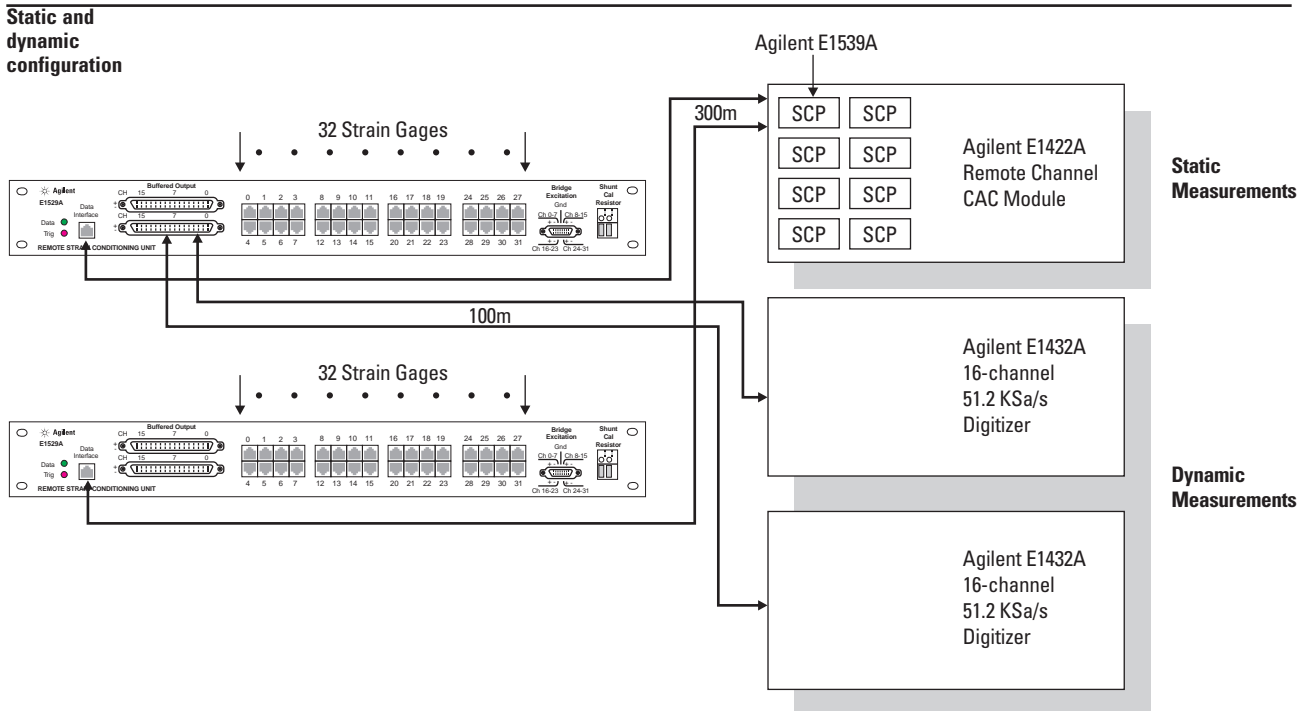 Static and
dynamic
configuration
Agilent E1539A
32 Strain Gages
300m
SCP SCP
SCP SCP
SCP SCP
SCP SCP
Agilent E1422A
Remote Channel
CAC Module
Static
Measurements
Agilent
E1529A
Data
Interface
Data
Trig
REMOTE STRAIN CONDITIONING UNIT
Buffered Output
CH 15 7 0
+
-
CH 15 7 0
+
-
0 1 2 3 8 9 10 11 16 17 18 19 24 25 26 27
4 5 6 7 12 13 14 15 20 21 22 23 28 29 30 31
Bridge
Excitation
Gnd
Ch 0-7 Ch 8-15
+ - + -
+ - + -
Ch 16-23 Ch 24-31
Shunt
Cal
Resistor
100m
Agilent E1432A
16-channel
51.2 KSa/s
Digitizer
32 Strain Gages
Agilent
E1529A
Data
Interface
Data
Trig
REMOTE STRAIN CONDITIONING UNIT
Buffered Output
CH 15 7 0
+
-
CH 15 7 0
+
-
0 1 2 3 8 9 10 11 16 17 18 19 24 25 26 27
4 5 6 7 12 13 14 15 20 21 22 23 28 29 30 31
Bridge
Excitation
Gnd
Ch 0-7 Ch 8-15
+ - + -
+ - + -
Ch 16-23 Ch 24-31
Shunt
Cal
Resistor
Dynamic
Measurements
Agilent E1432A
16-channel
51.2 KSa/s
Digitizer